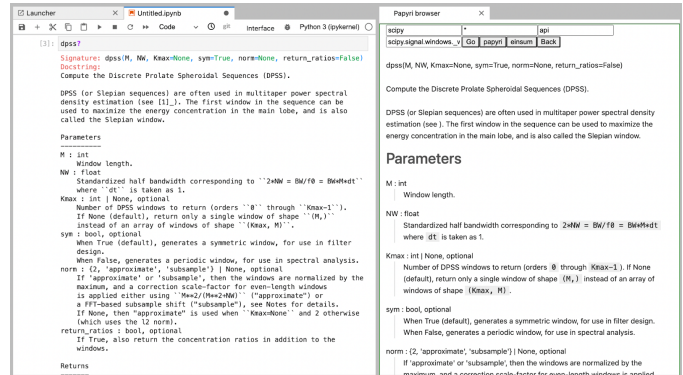 Launcher
Untitled.ipynb
Code
Interface
Python 3 (ipykernel)
[3]: dpss?
Signature: dpss(M, NW, Kmax=None, sym=True, norm=None, return_ratios=False)
Docstring:
Compute the Discrete Prolate Spheroidal Sequences (DPSS).
DPSS (or Slepian sequences) are often used in multitaper power spectral
density estimation (see [1]_). The first window in the sequence can be
used to maximize the energy concentration in the main lobe, and is also
called the Slepian window.
Parameters
----------
M : int
Window length.
NW : float
Standardized half bandwidth corresponding to ``2*NW = BW/f0 = BW*M*dt``
where ``dt`` is taken as 1.
Kmax : int | None, optional
Number of DPSS windows to return (orders ``0`` through ``Kmax-1``).
If None (default), return only a single window of shape ``(M,)``
instead of an array of windows of shape ``(Kmax, M)``.
sym : bool, optional
When True (default), generates a symmetric window, for use in filter
design.
When False, generates a periodic window, for use in spectral analysis.
norm : {2, 'approximate', 'subsample'} | None, optional
If 'approximate' or 'subsample', then the windows are normalized by the
maximum, and a correction scale-factor for even-length windows
is applied either using ``M**2/(M**2+NW)`` ("approximate") or
a FFT-based subsample shift ("subsample"), see Notes for details.
If None, then "approximate" is used when ``Kmax=None`` and 2 otherwise
(which uses the l2 norm).
return_ratios : bool, optional
If True, also return the concentration ratios in addition to the
windows.
Returns
Papyri browser
scipy * api
scipy.signal.windows._v Go papyri einsum Back
dpss(M, NW, Kmax=None, sym=True, norm=None, return_ratios=False)
Compute the Discrete Prolate Spheroidal Sequences (DPSS).
DPSS (or Slepian sequences) are often used in multitaper power spectral density
estimation (see ). The first window in the sequence can be used to maximize the
energy concentration in the main lobe, and is also called the Slepian window.
Parameters
M : int
Window length.
NW : float
Standardized half bandwidth corresponding to 2*NW = BW/f0 = BW*M*dt
where dt is taken as 1.
Kmax : int | None, optional
Number of DPSS windows to return (orders 0 through Kmax-1 ). If None
(default), return only a single window of shape (M,) instead of an array of
windows of shape (Kmax, M) .
sym : bool, optional
When True (default), generates a symmetric window, for use in filter design.
When False, generates a periodic window, for use in spectral analysis.
norm : {2, 'approximate', 'subsample'} | None, optional
If 'approximate' or 'subsample', then the windows are normalized by the
maximum, and a correction scale-factor for even-length windows is applied